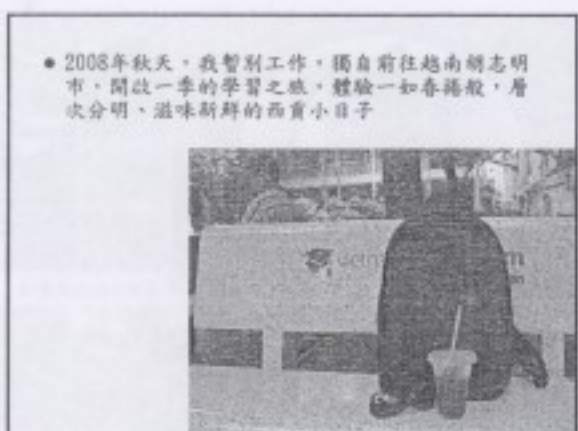 ● 2008年秋天，我暫別工作，獨自前往越南胡志明
市，開啟一季的學習之旅，體驗一如春捲般，層
次分明、滋味新鮮的西貢小日子